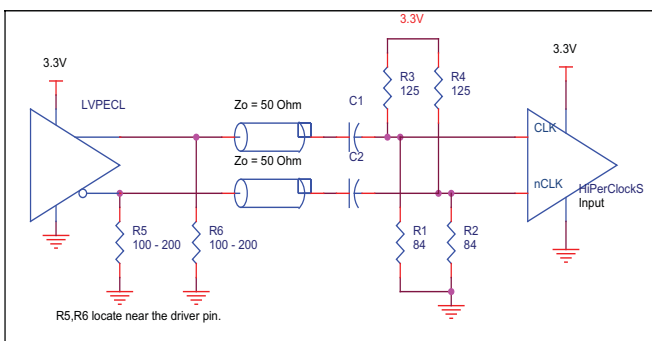 3.3V
3.3V
3.3V
LVPECL
R3
125
R4
125
Zo = 50 Ohm
C1
CLK
Zo = 50 Ohm
C2
nCLK
HiPerClockS
Input
R5
100 - 200
R6
100 - 200
R1
84
R2
84
R5,R6 locate near the driver pin.